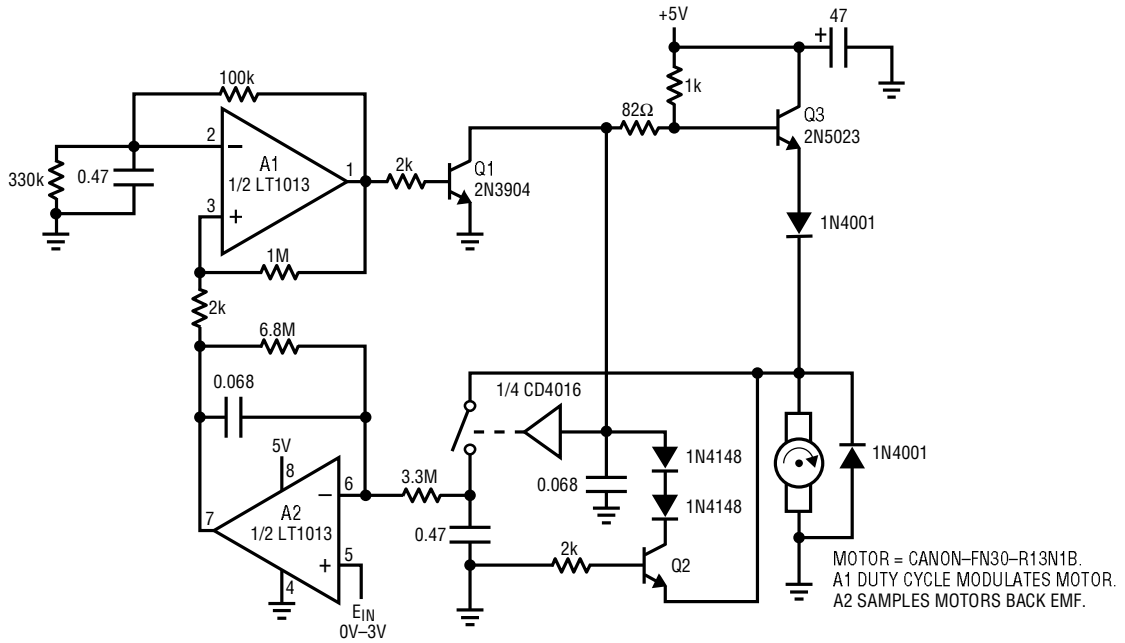 +5V
47
+
100k
1k
82Ω
Q3
2N5023
2
−
A1
1/2 LT1013
1
2k
Q1
2N3904
330k
0.47
3
+
1N4001
1M
2k
6.8M
0.068
1/4 CD4016
1N4148
1N4001
5V
8
3.3M
0.068
1N4148
6
−
7
A2
1/2 LT1013
0.47
5
+
2k
Q2
4
EIN
0V–3V
MOTOR = CANON–FN30–R13N1B.
A1 DUTY CYCLE MODULATES MOTOR.
A2 SAMPLES MOTORS BACK EMF.